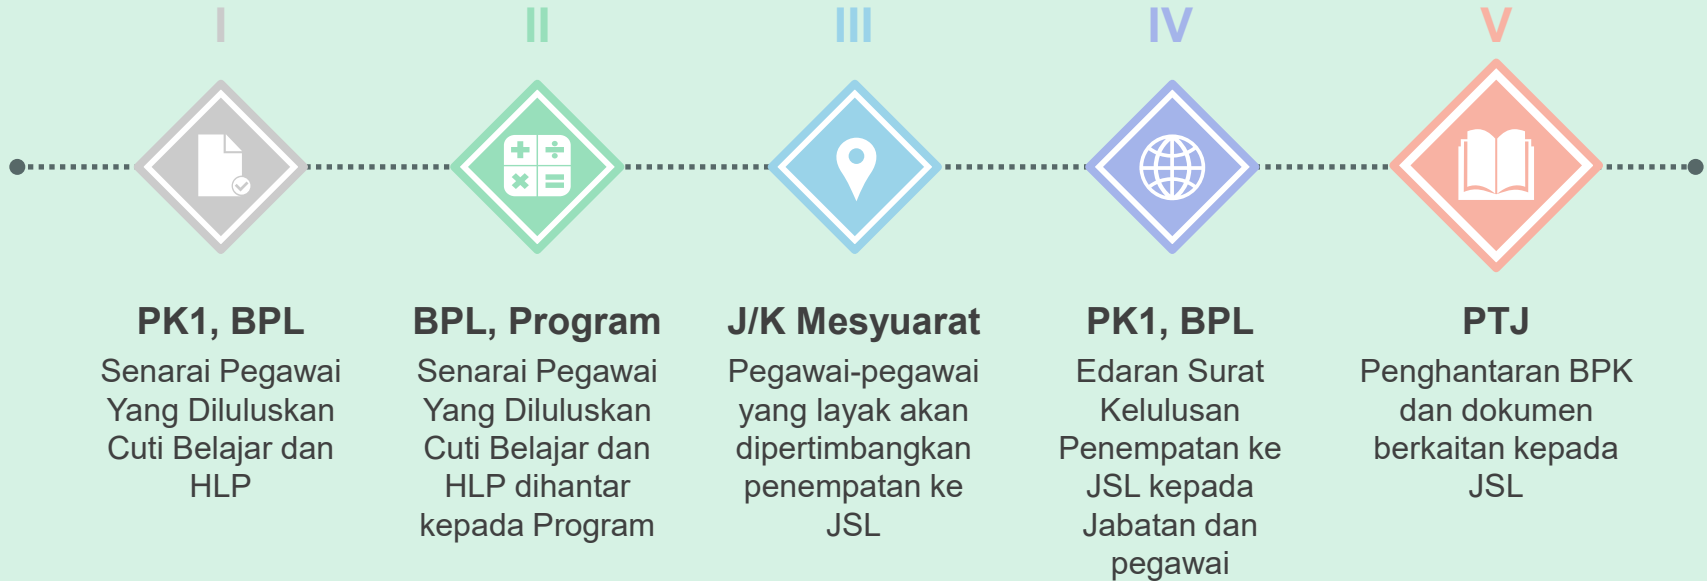 I
II
III
IV
V
PK1, BPL
Senarai Pegawai
Yang Diluluskan
Cuti Belajar dan
HLP
BPL, Program
Senarai Pegawai
Yang Diluluskan
Cuti Belajar dan
HLP dihantar
kepada Program
J/K Mesyuarat
Pegawai-pegawai
yang layak akan
dipertimbangkan
penempatan ke
JSL
PK1, BPL
Edaran Surat
Kelulusan
Penempatan ke
JSL kepada
Jabatan dan
pegawai
PTJ
Penghantaran BPK
dan dokumen
berkaitan kepada
JSL